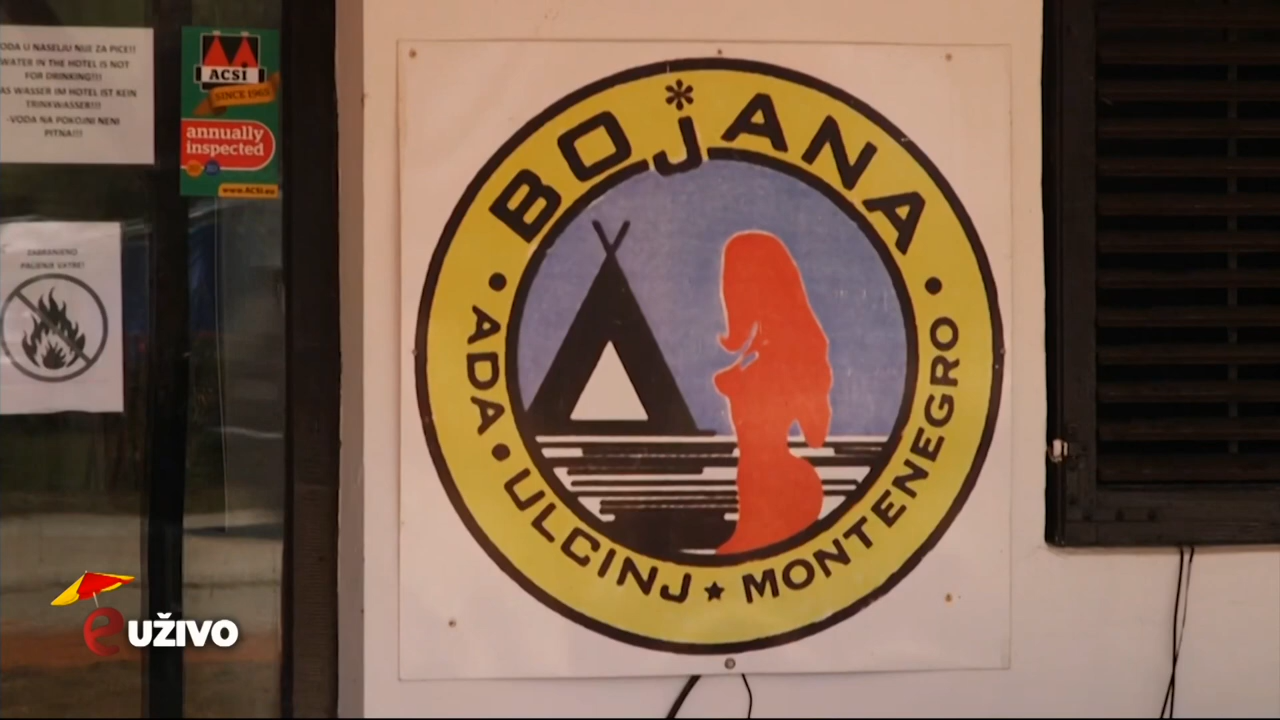 ODA U NASELJU NIJE ZA PICE!!
WATER IN THE HOTEL IS NOT
FOR DRINKING!!!
AS WASSER IM HOTEL IST KEIN
TRINKWASSER!!!
-VODA NA POKOJNI NENI
PITNA!!!
ACSI
SINCE 1965
annually
inspected
www.ACSI.eu
ZABRANJENO
PALJENJE VATRE!
BOjANA
ADA • ULCINJ ★ MONTENEGRO
e UŽIVO